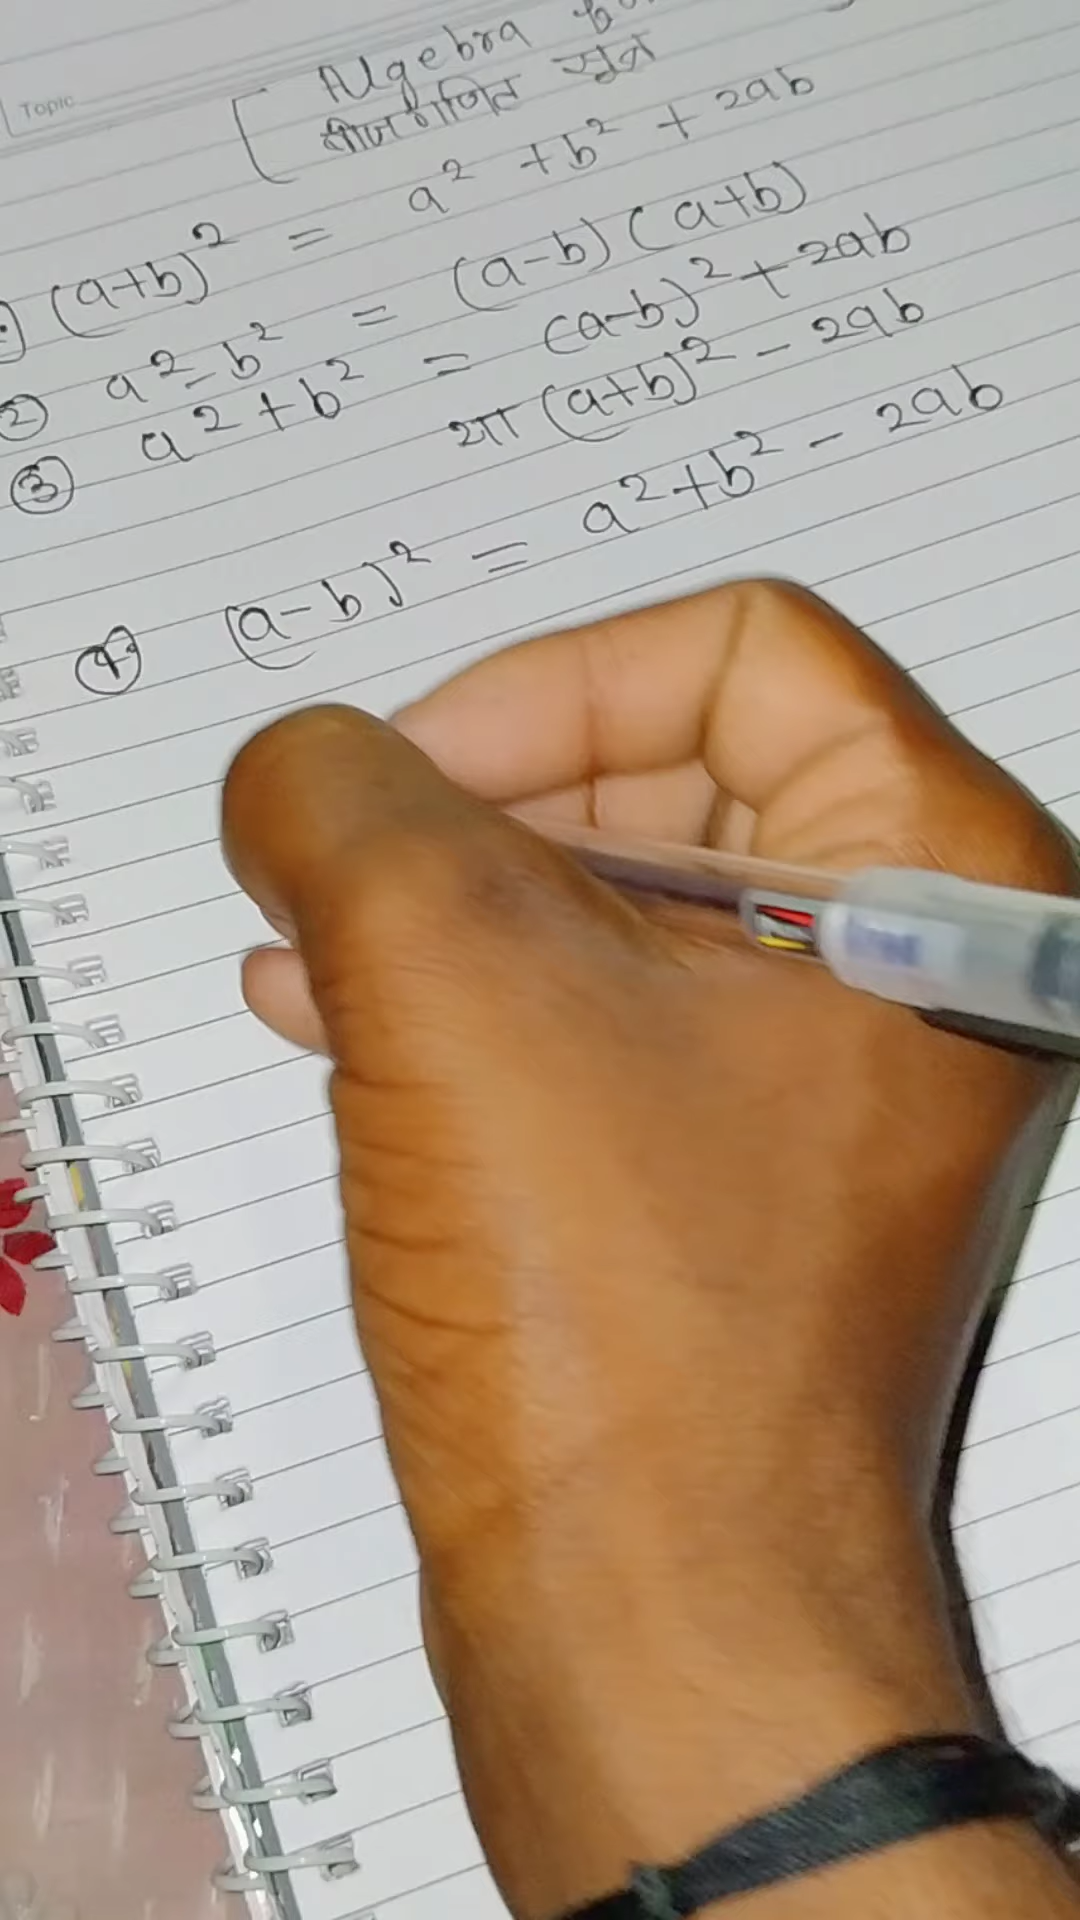 Topic
Algebra
बीजगणित सूत्र
(a+b)² = a² + b² + 2ab
② a² - b² = (a-b) (a+b)
③ a² + b² = (a-b)² + 2ab
या (a+b)² - 2ab
④ (a-b)² = a² + b² - 2ab